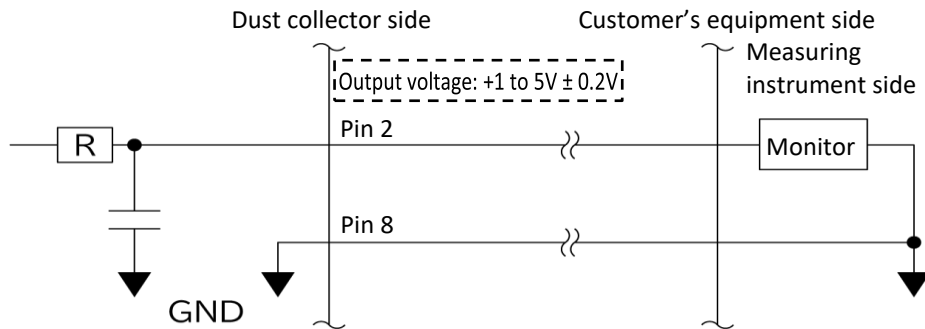 Dust collector side
Customer’s equipment side
Measuring
instrument side
Output voltage: +1 to 5V ± 0.2V
Pin 2
R
Monitor
Pin 8
GND